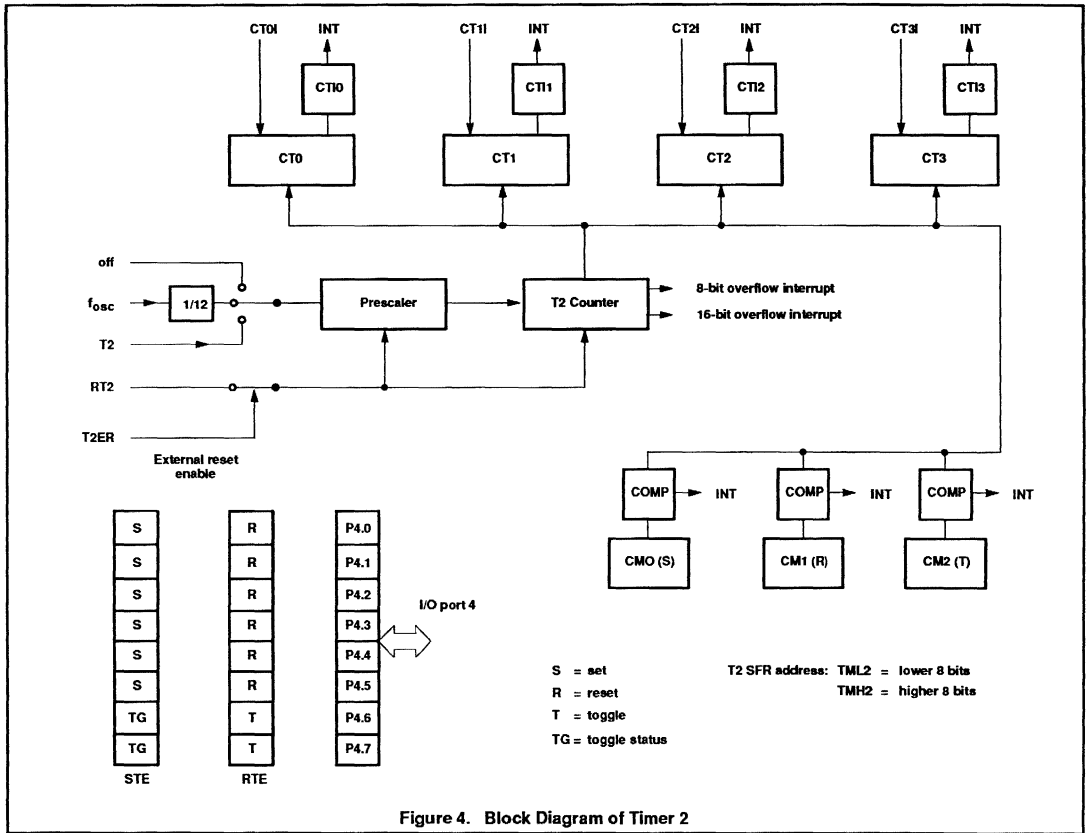 CT0I INT CT1I INT CT2I INT CT3I INT
CTI0 CTI1 CTI2 CTI3
CT0 CT1 CT2 CT3
off
fosc 1/12 Prescaler T2 Counter 8-bit overflow interrupt
16-bit overflow interrupt
T2
RT2
T2ER
External reset
enable
COMP INT COMP INT COMP INT
CMO (S) CM1 (R) CM2 (T)
S R P4.0
S R P4.1
S R P4.2
S R P4.3
S R P4.4
S R P4.5
TG T P4.6
TG T P4.7
STE RTE
I/O port 4
S = set
R = reset
T = toggle
TG = toggle status
T2 SFR address: TML2 = lower 8 bits
TMH2 = higher 8 bits
Figure 4. Block Diagram of Timer 2